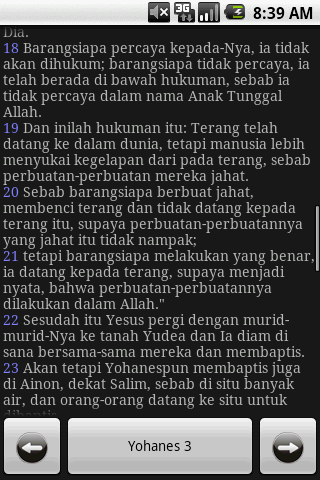 8:39 AM
3G
Dia.
18 Barangsiapa percaya kepada-Nya, ia tidak
akan dihukum; barangsiapa tidak percaya, ia
telah berada di bawah hukuman, sebab ia
tidak percaya dalam nama Anak Tunggal
Allah.
19 Dan inilah hukuman itu: Terang telah
datang ke dalam dunia, tetapi manusia lebih
menyukai kegelapan dari pada terang, sebab
perbuatan-perbuatan mereka jahat.
20 Sebab barangsiapa berbuat jahat,
membenci terang dan tidak datang kepada
terang itu, supaya perbuatan-perbuatannya
yang jahat itu tidak nampak;
21 tetapi barangsiapa melakukan yang benar,
ia datang kepada terang, supaya menjadi
nyata, bahwa perbuatan-perbuatannya
dilakukan dalam Allah."
22 Sesudah itu Yesus pergi dengan murid-
murid-Nya ke tanah Yudea dan Ia diam di
sana bersama-sama mereka dan membaptis.
23 Akan tetapi Yohanespun membaptis juga
di Ainon, dekat Salim, sebab di situ banyak
air, dan orang-orang datang ke situ untuk
dibaptis
Yohanes 3